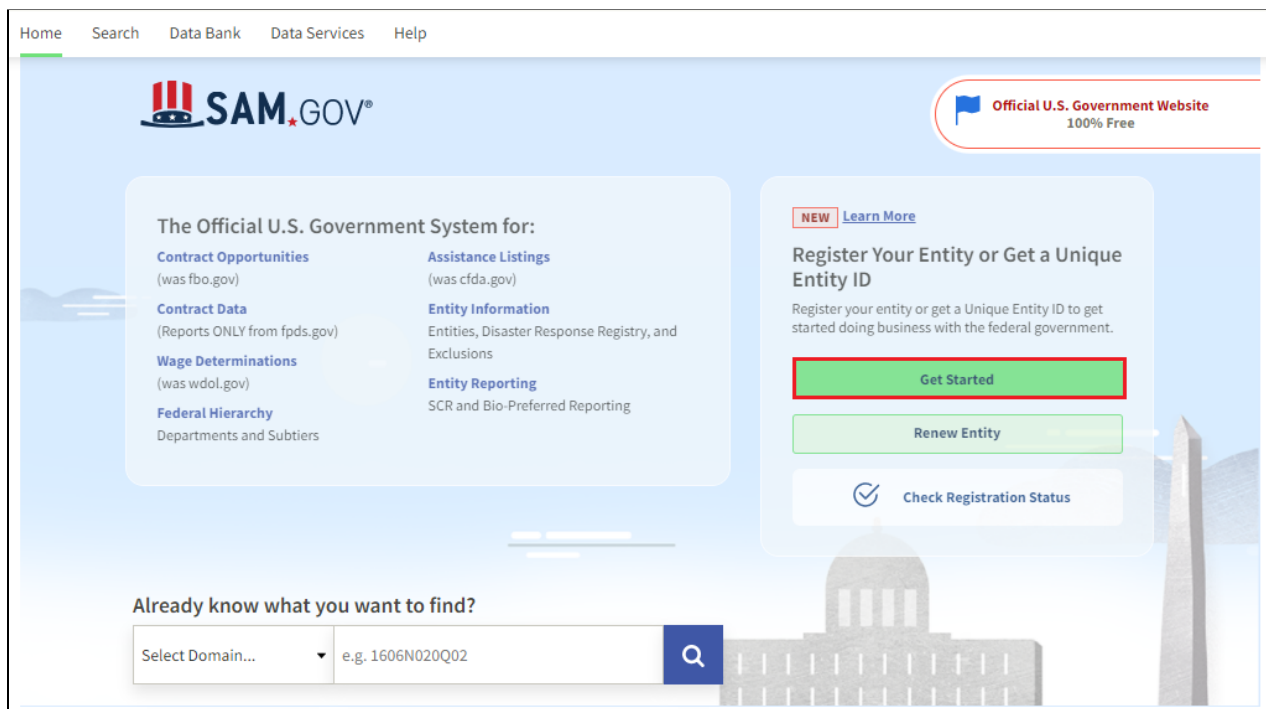 Home Search Data Bank Data Services Help
SAM.GOV®
Official U.S. Government Website
100% Free
The Official U.S. Government System for:
Contract Opportunities
(was fbo.gov)
Contract Data
(Reports ONLY from fpds.gov)
Wage Determinations
(was wdol.gov)
Federal Hierarchy
Departments and Subtiers
Assistance Listings
(was cfda.gov)
Entity Information
Entities, Disaster Response Registry, and
Exclusions
Entity Reporting
SCR and Bio-Preferred Reporting
NEW Learn More
Register Your Entity or Get a Unique
Entity ID
Register your entity or get a Unique Entity ID to get
started doing business with the federal government.
Get Started
Renew Entity
Check Registration Status
Already know what you want to find?
Select Domain... e.g. 1606N020Q02